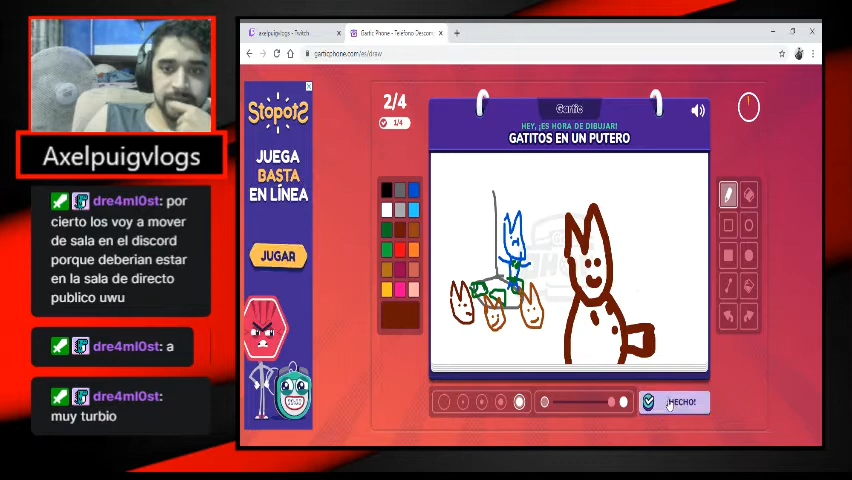 axelpuigvlogs - Twitch
Gartic Phone - Teléfono Descom
garticphone.com/es/draw
Axelpuigvlogs
dre4ml0st: por
cierto los voy a mover
de sala en el discord
porque deberian estar
en la sala de directo
publico uwu
dre4ml0st: a
dre4ml0st:
muy turbio
StopotS
JUEGA
BASTA
EN LÍNEA
JUGAR
2/4
1/4
Gartic
HEY, ¡ES HORA DE DIBUJAR!
GATITOS EN UN PUTERO
¡HECHO!